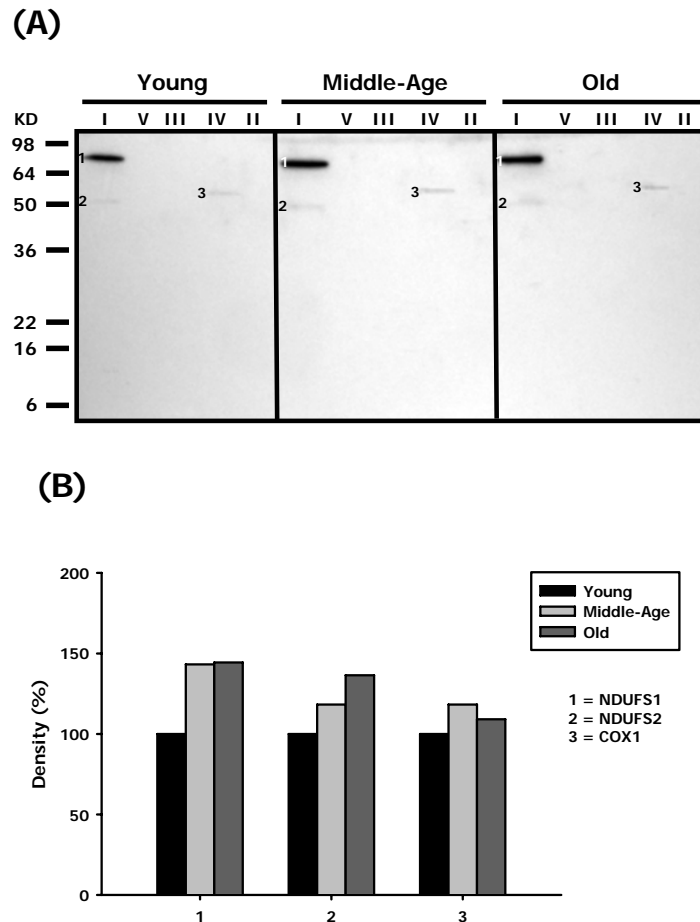 (A)
Young Middle-Age Old
KD I V III IV II I V III IV II I V III IV II
98
1 1 1
64
3 3 3
2 2 2
50
36
22
16
6
(B)
200
150
100
50
0
Density (%)
1 2 3
Young
Middle-Age
Old
1 = NDUFS1
2 = NDUFS2
3 = COX1